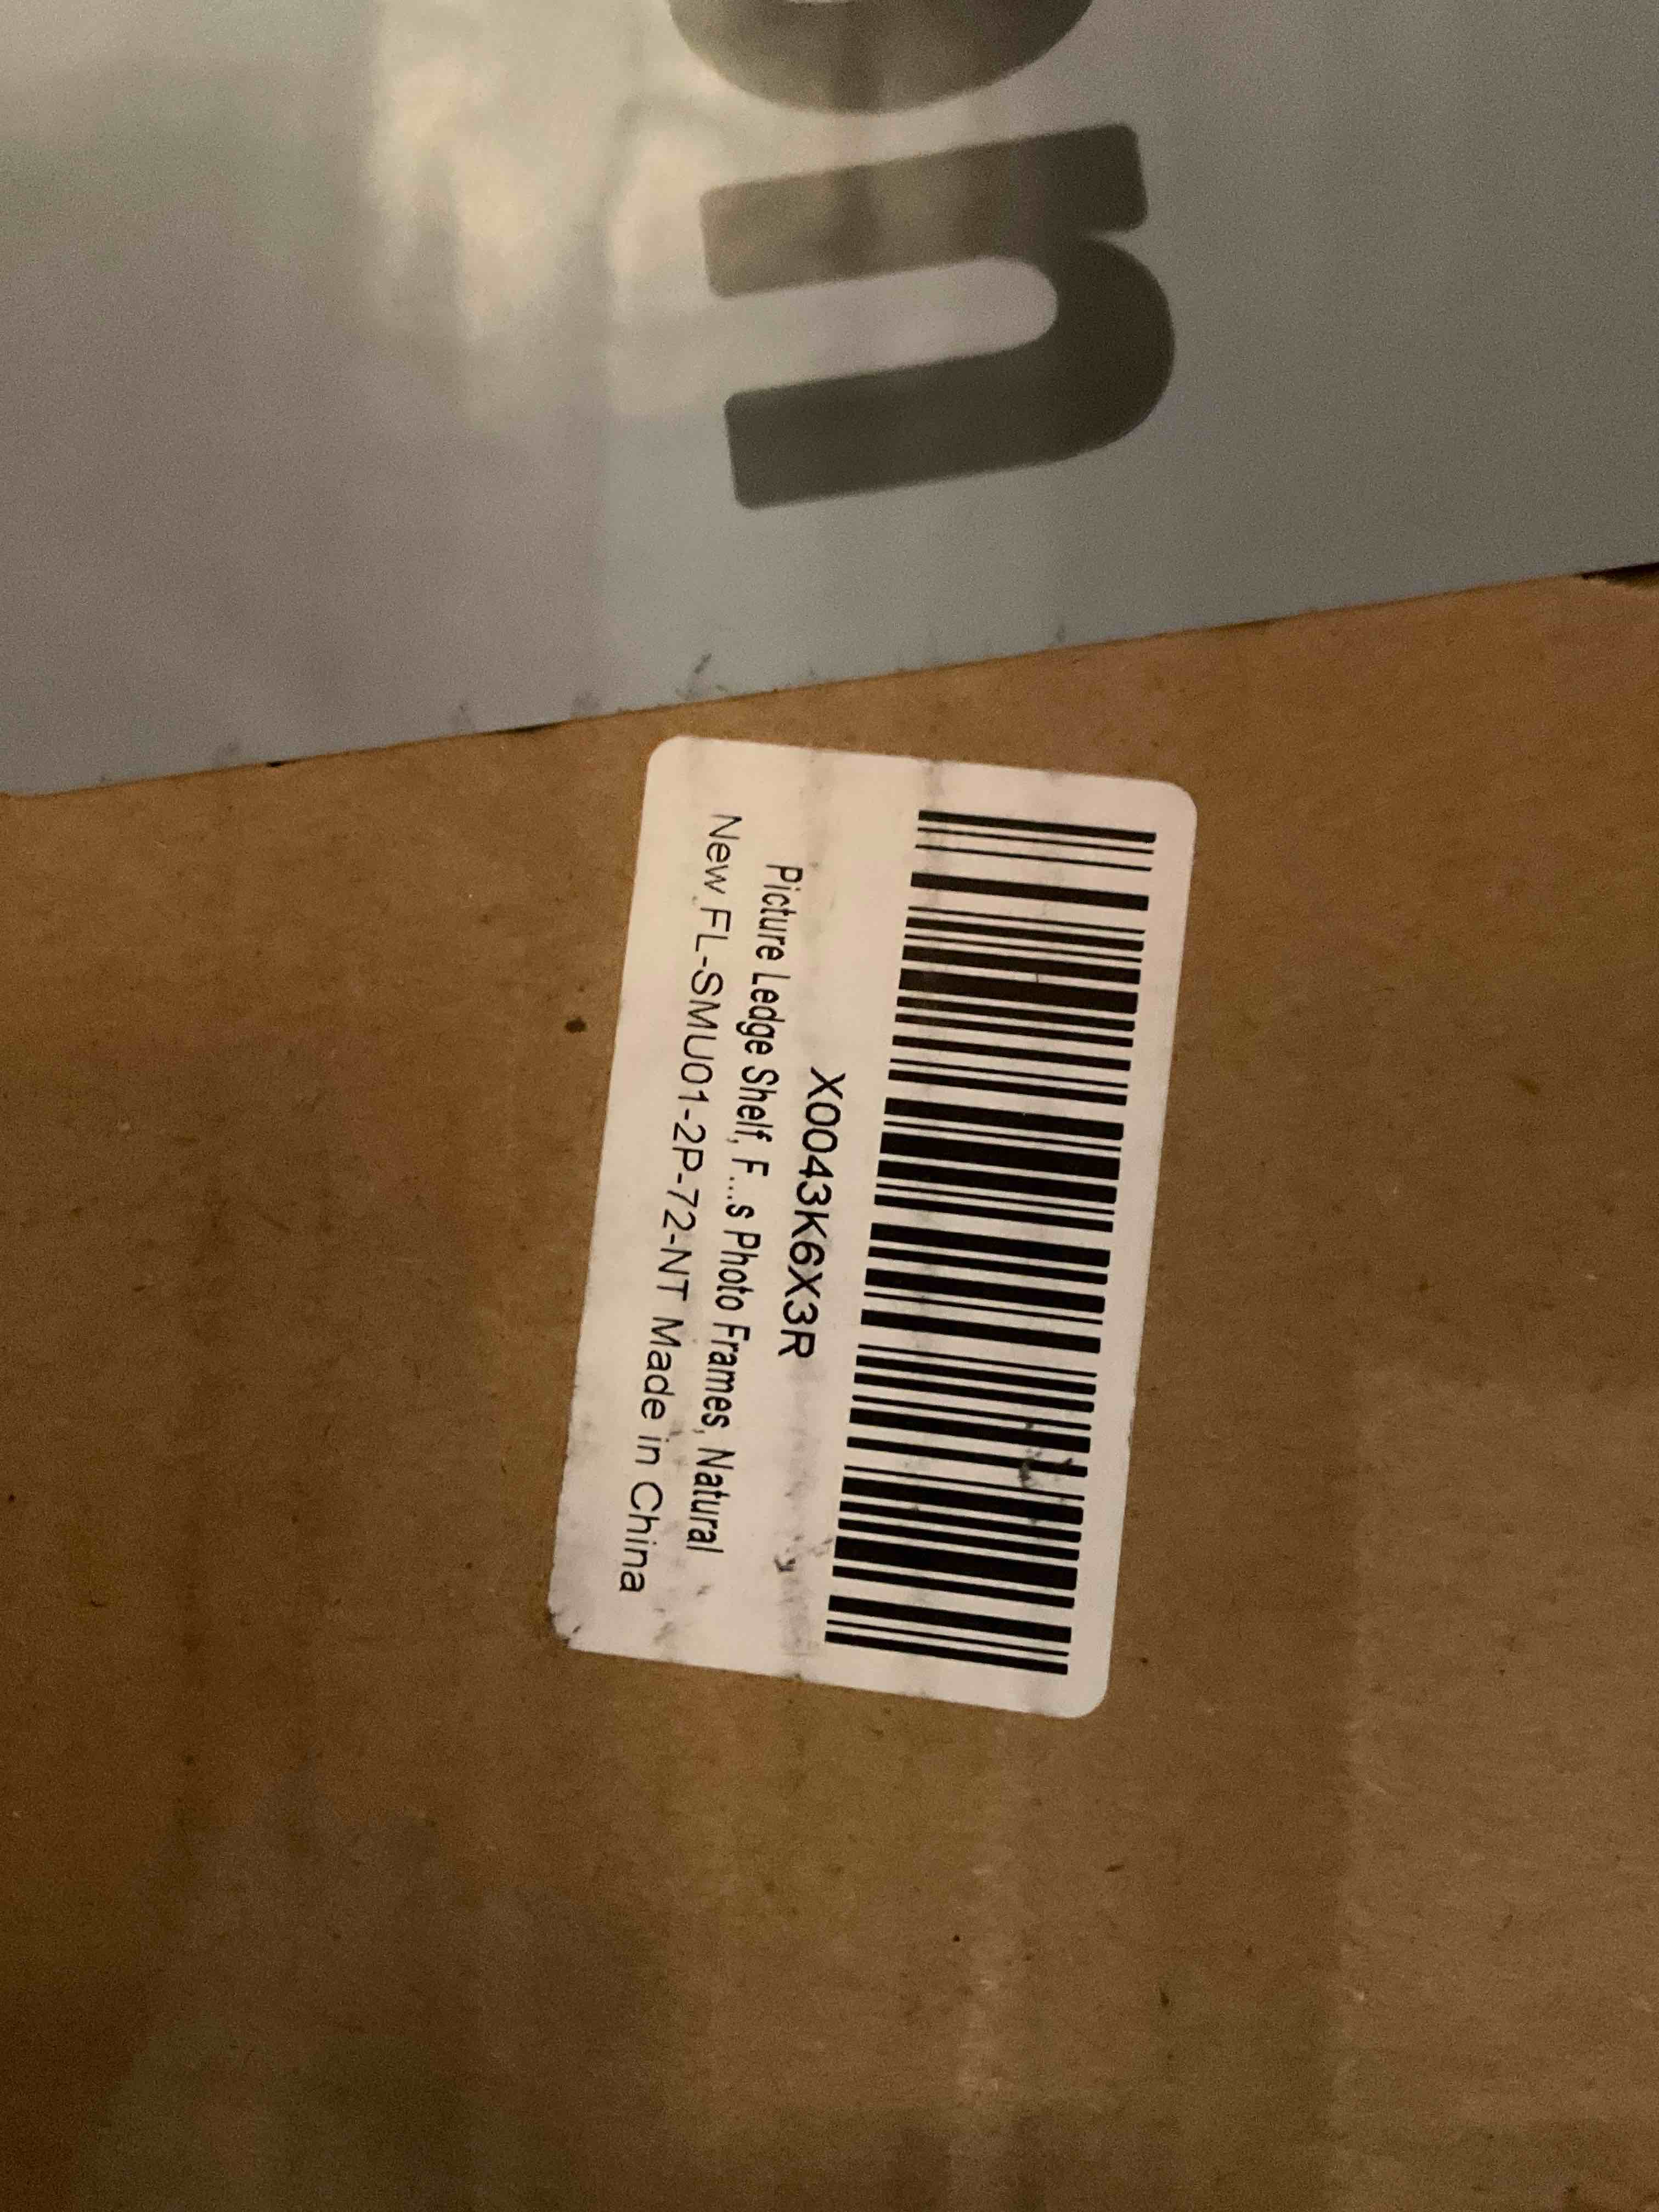 n
X0043K6X3R
Picture Ledge Shelf, F...s Photo Frames, Natural
New FL-SMU01-2P-72-NT Made in China